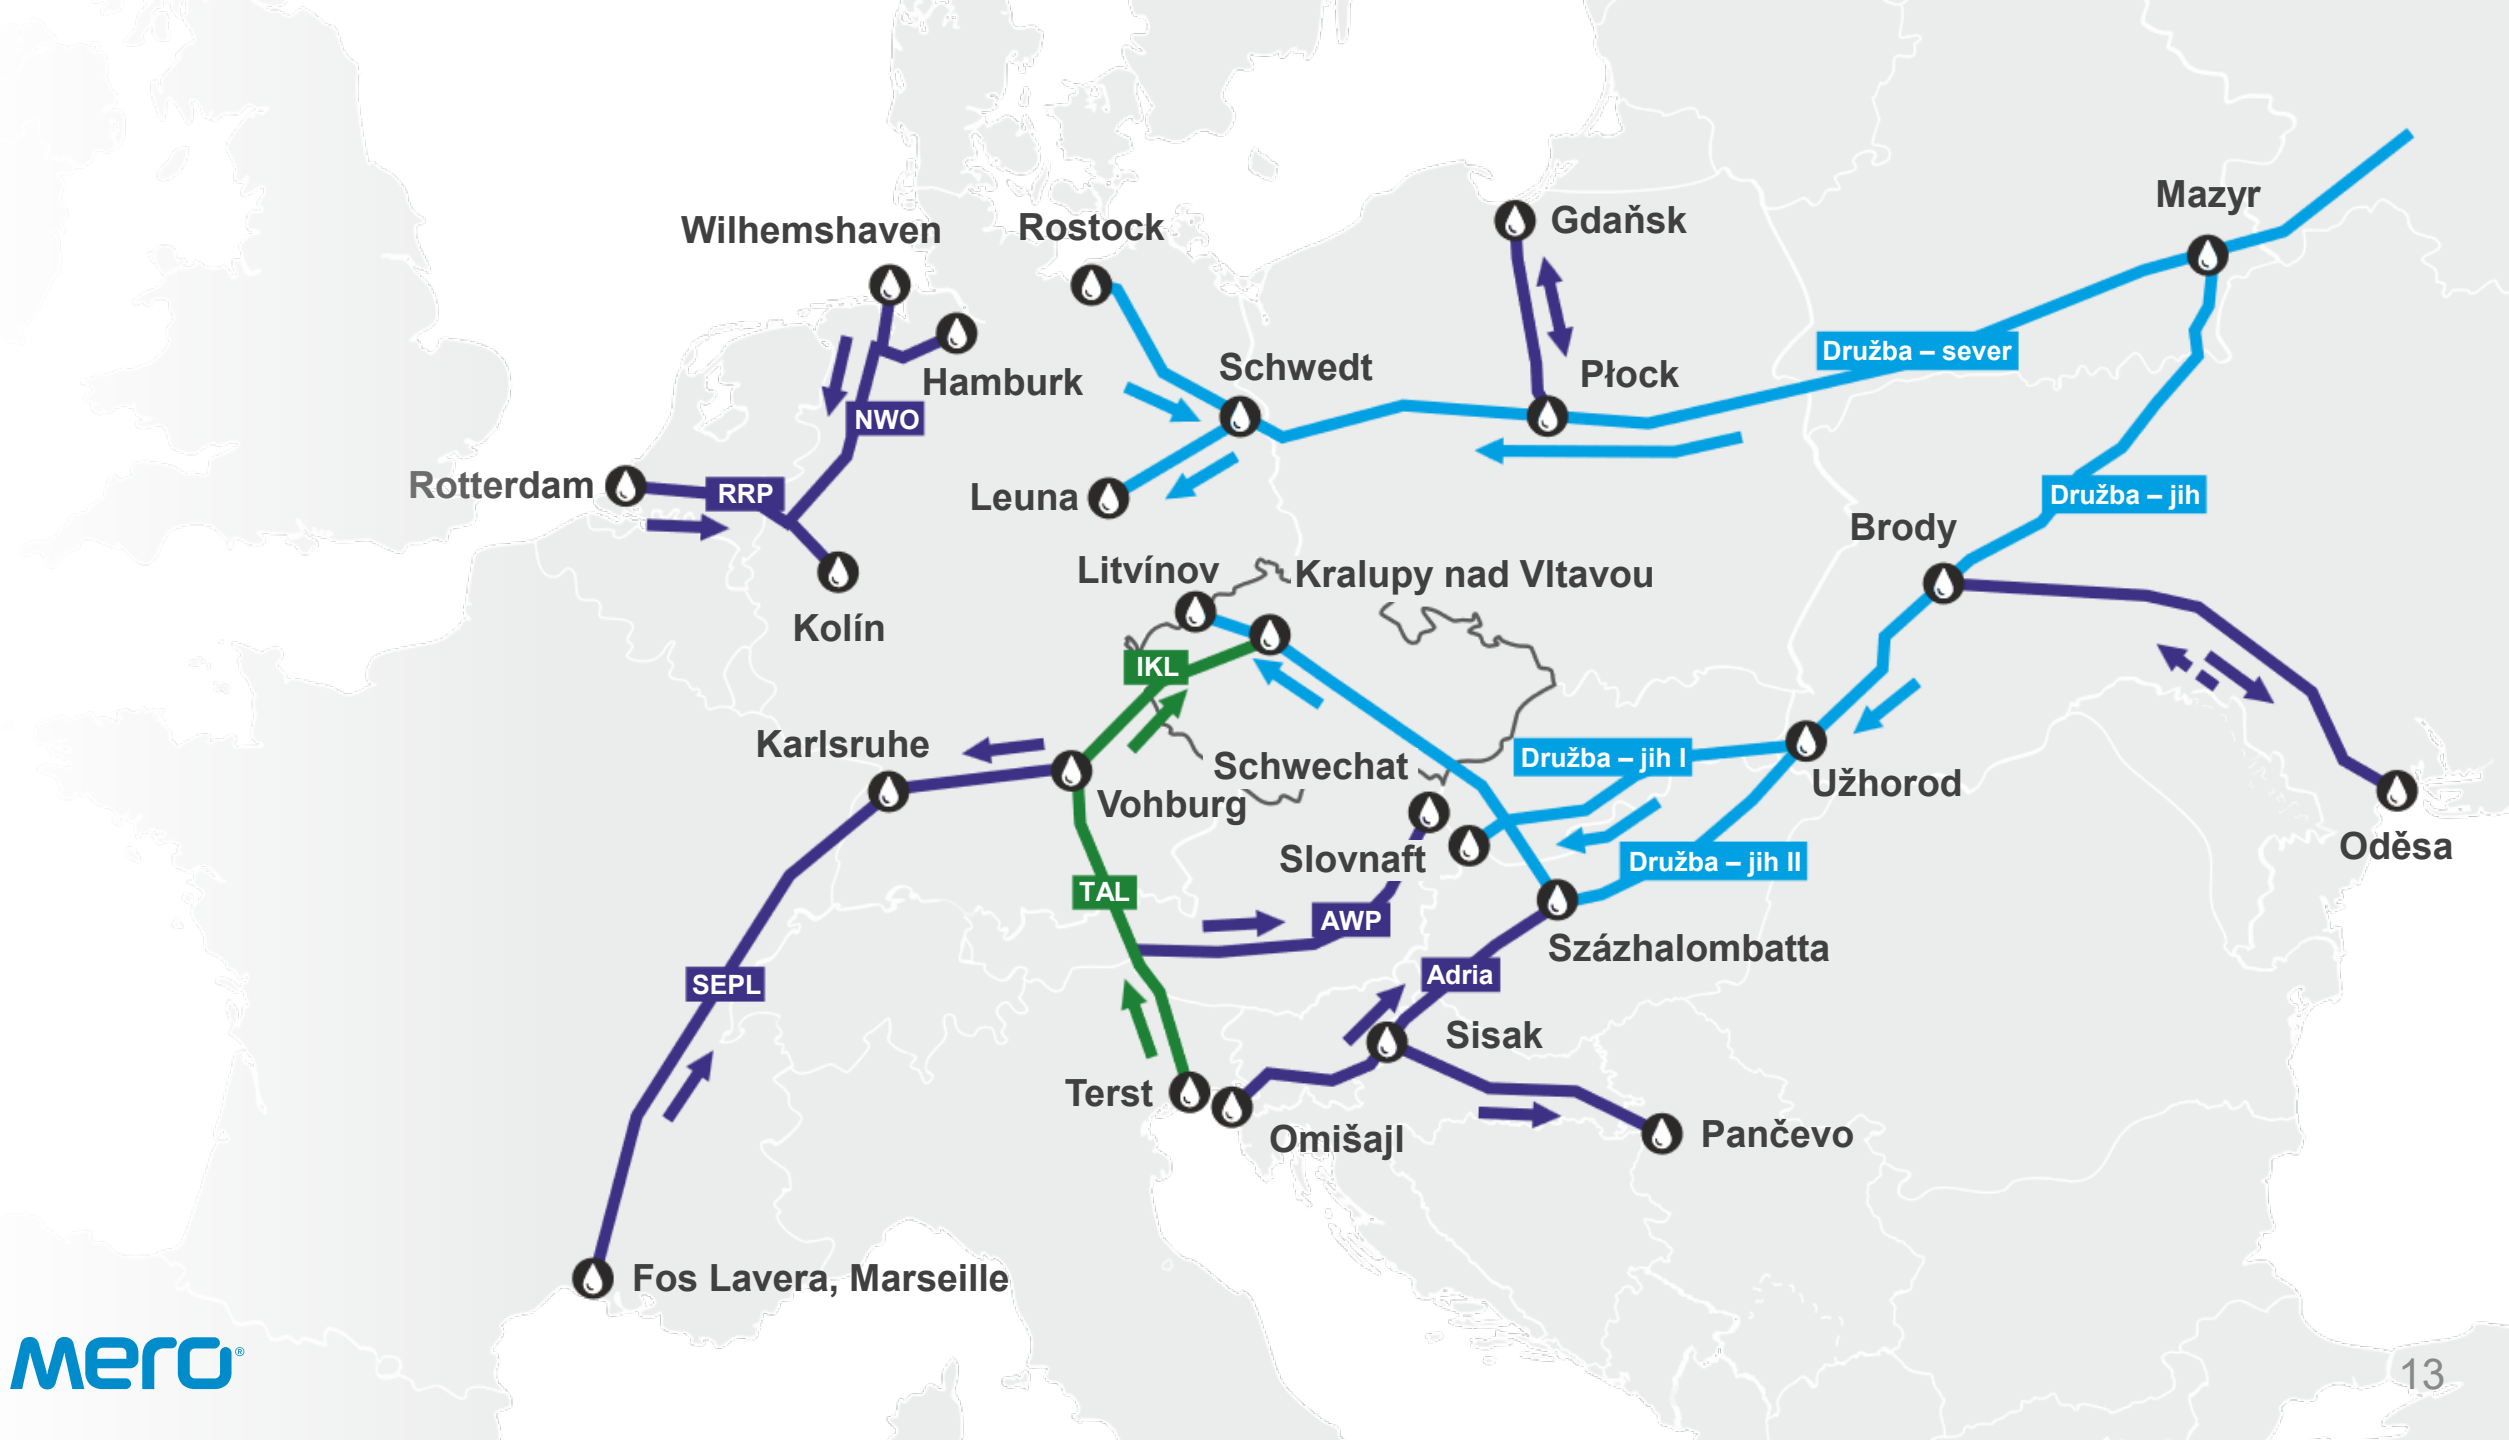 Mazyr
Wilhemshaven
Rostock
Gdaňsk
Družba – sever
Schwedt
Płock
Hamburk
NWO
Rotterdam
RRP
Leuna
Družba – jih
Brody
Litvínov
Kralupy nad Vltavou
Kolín
IKL
Karlsruhe
Schwechat
Družba – jih I
Užhorod
Vohburg
Oděsa
Slovnaft
Družba – jih II
TAL
AWP
Százhalombatta
SEPL
Adria
Sisak
Terst
Omišajl
Pančevo
Fos Lavera, Marseille
mero®
13